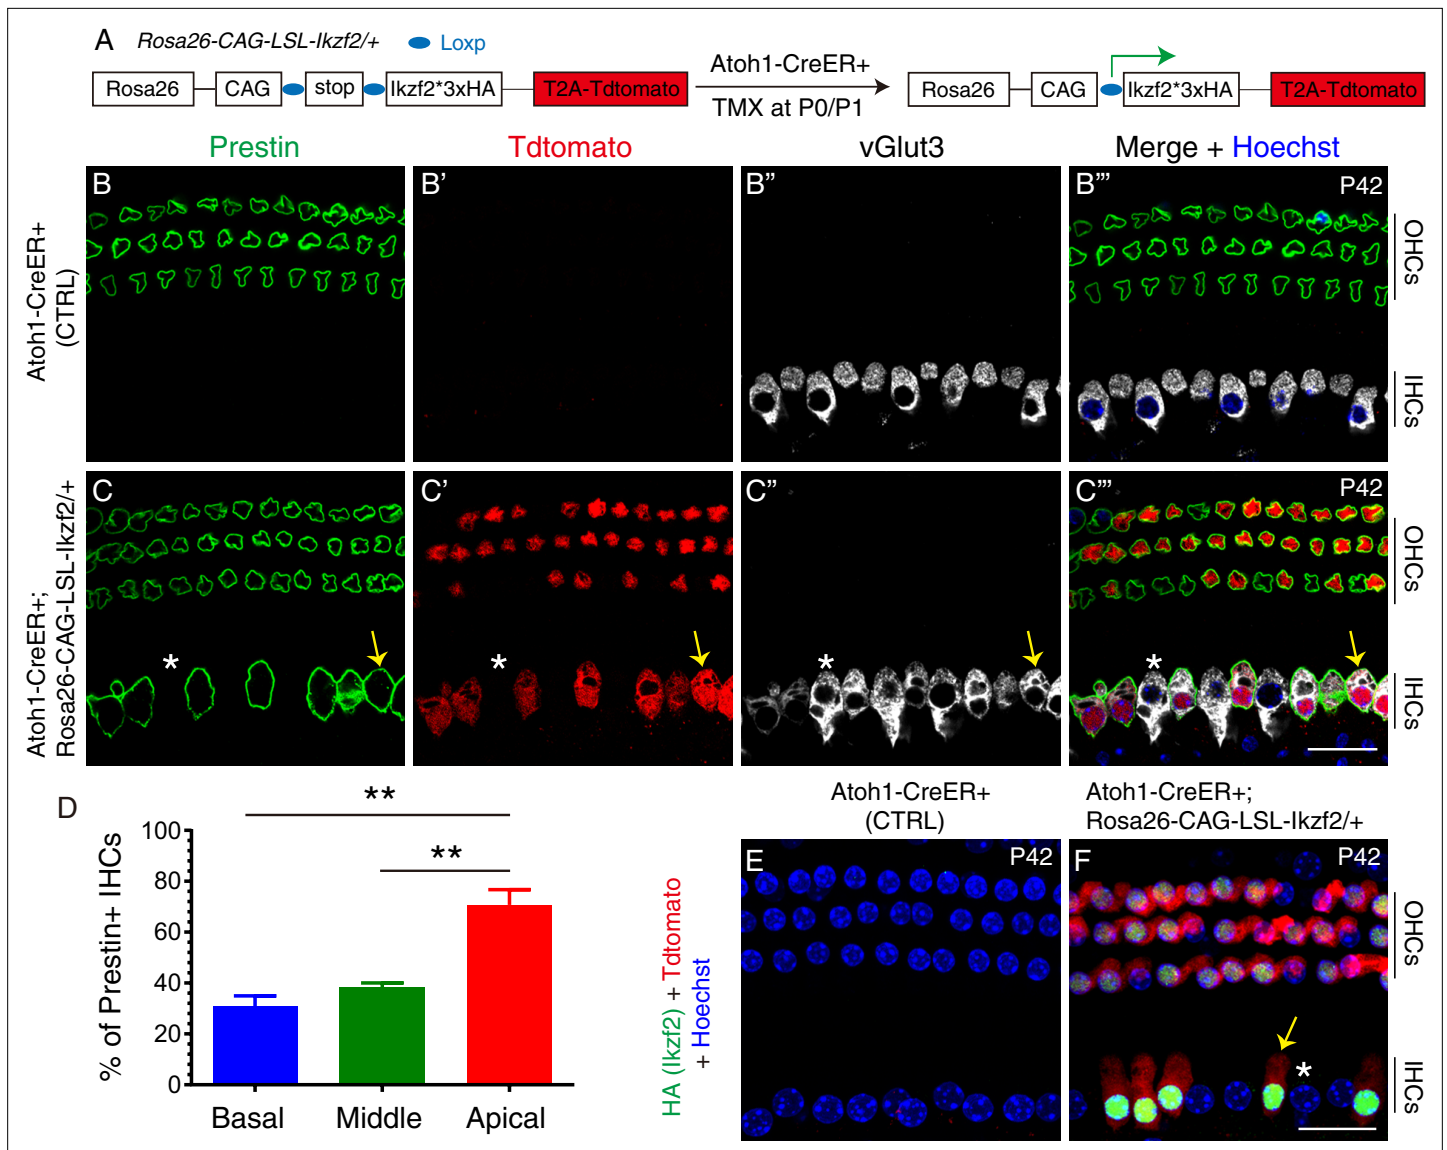 A Rosa26-CAG-LSL-Ikzf2/+ Loxp
Rosa26 CAG stop Ikzf2*3xHA T2A-Tdtomato
Atoh1-CreER+
TMX at P0/P1
Rosa26 CAG Ikzf2*3xHA T2A-Tdtomato
Prestin Tdtomato vGlut3 Merge + Hoechst
Atoh1-CreER+
(CTRL)
B B' B'' B''' P42
OHCs
IHCs
Atoh1-CreER+;
Rosa26-CAG-LSL-Ikzf2/+
C C' C'' C''' P42
OHCs
* * * *
IHCs
D
**
**
% of Prestin+ IHCs
100
80
60
40
20
0
Basal Middle Apical
HA (Ikzf2) + Tdtomato
+ Hoechst
Atoh1-CreER+
(CTRL)
Atoh1-CreER+;
Rosa26-CAG-LSL-Ikzf2/+
E P42
F P42
OHCs
*
IHCs